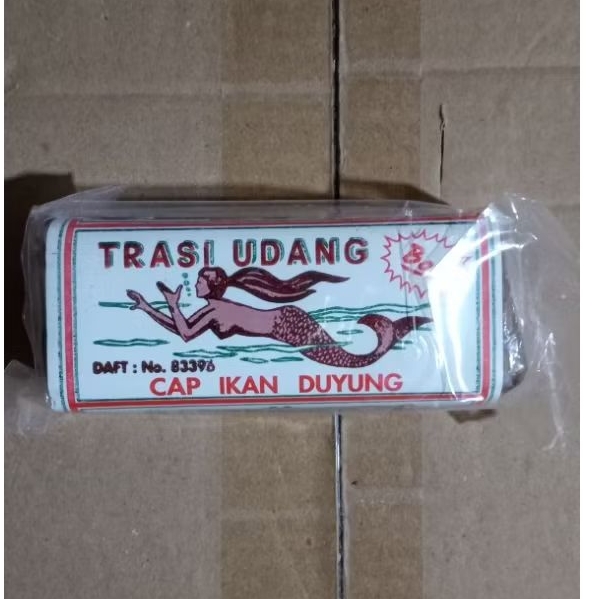 TRASI UDANG
DAFT : No. 83396
CAP IKAN DUYUNG